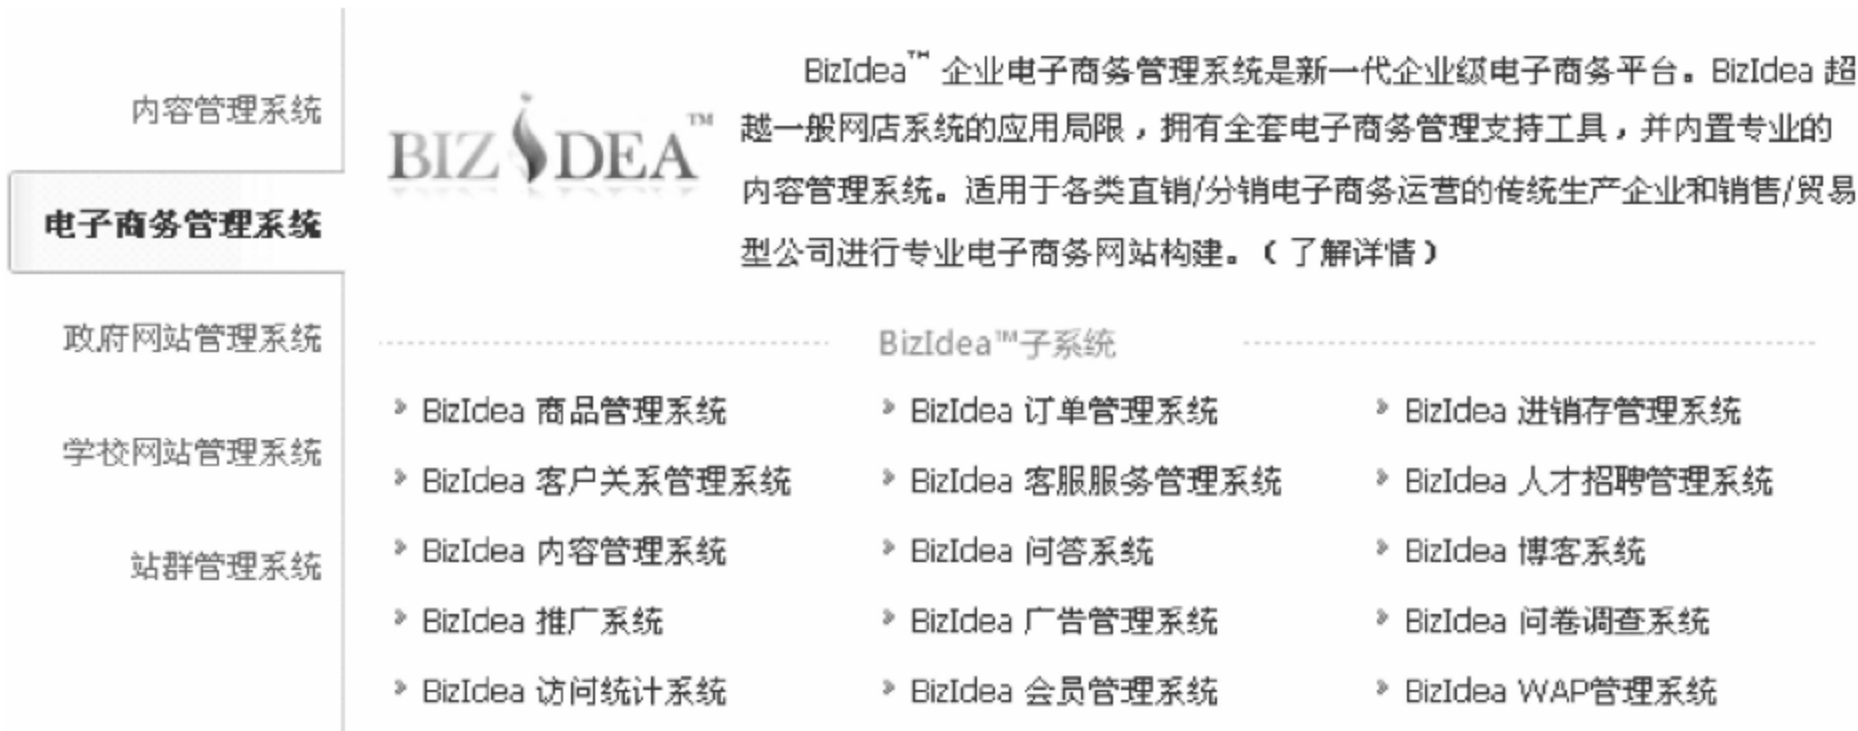 内容管理系统
电子商务管理系统
政府网站管理系统
学校网站管理系统
站群管理系统
BIZIDEA™
BizIdea™ 企业电子商务管理系统是新一代企业级电子商务平台。BizIdea 超
越一般网店系统的应用局限，拥有全套电子商务管理支持工具，并内置专业的
内容管理系统。适用于各类直销/分销电子商务运营的传统生产企业和销售/贸易
型公司进行专业电子商务网站构建。（了解详情）
BizIdea™子系统
BizIdea 商品管理系统 BizIdea 订单管理系统 BizIdea 进销存管理系统
BizIdea 客户关系管理系统 BizIdea 客服服务管理系统 BizIdea 人才招聘管理系统
BizIdea 内容管理系统 BizIdea 问答系统 BizIdea 博客系统
BizIdea 推广系统 BizIdea 广告管理系统 BizIdea 问卷调查系统
BizIdea 访问统计系统 BizIdea 会员管理系统 BizIdea WAP管理系统